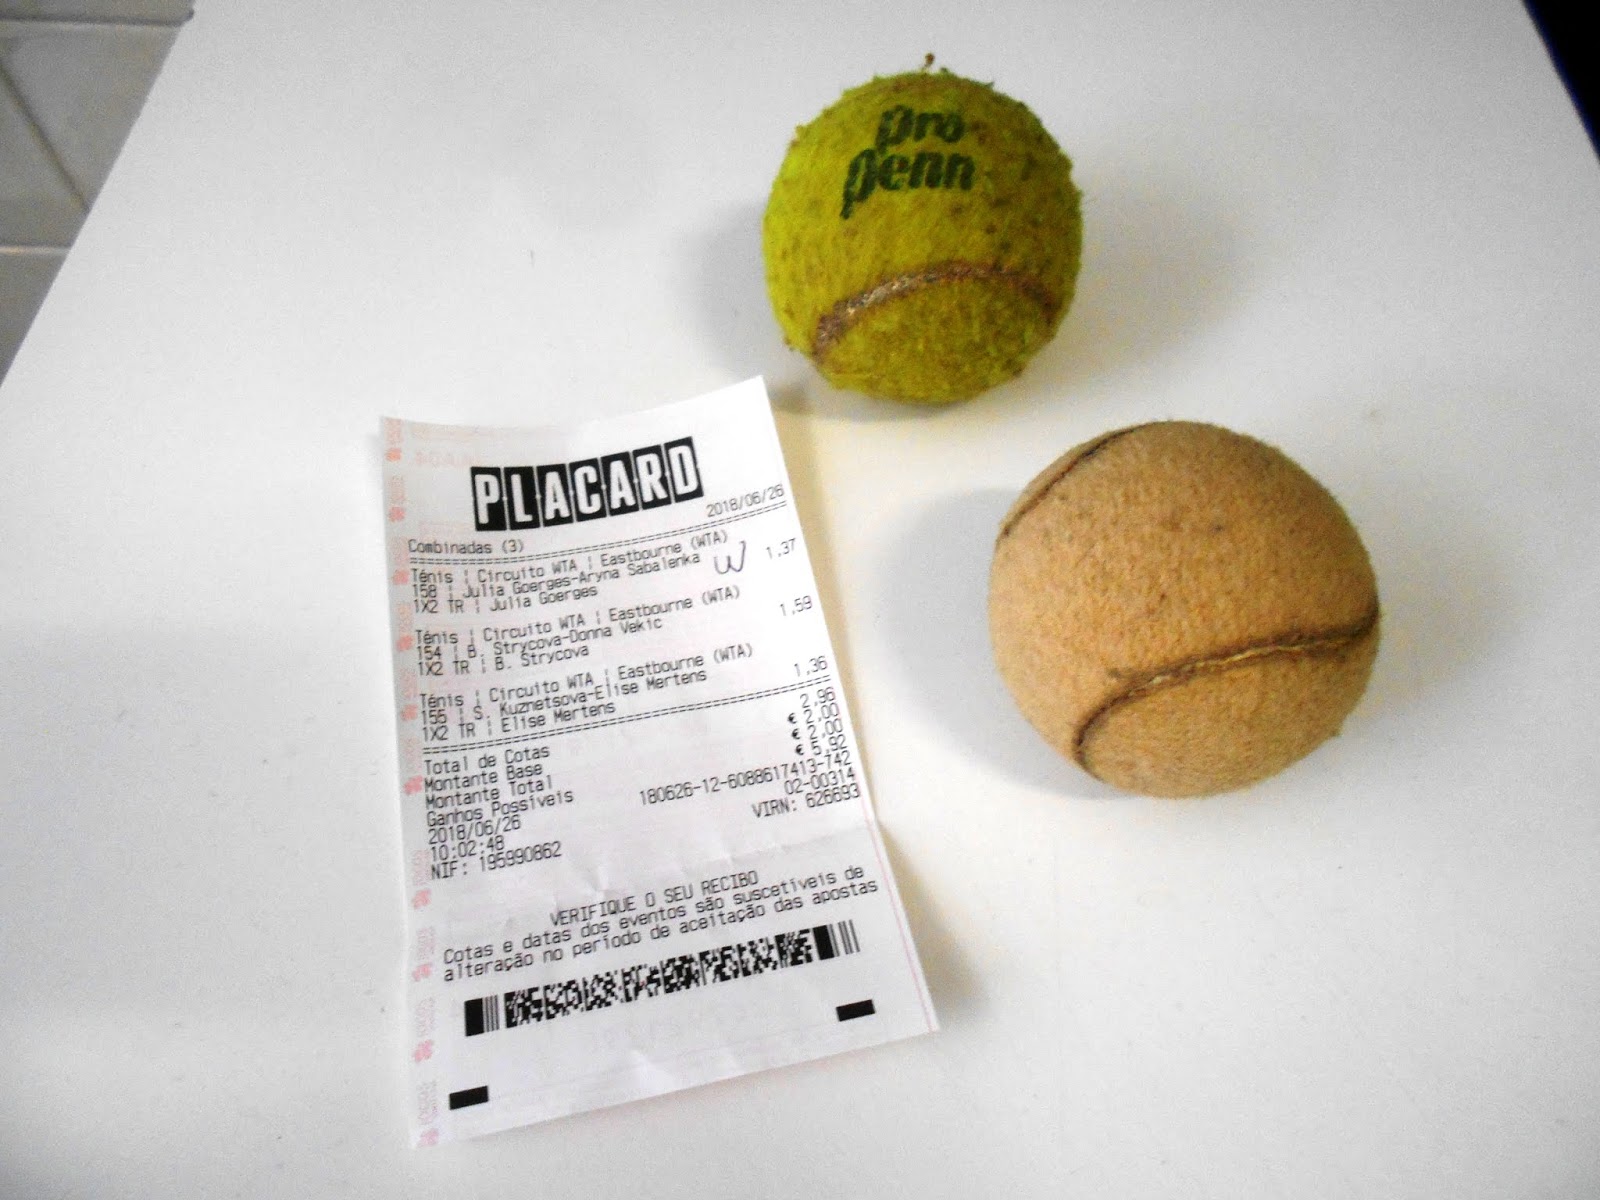 Pro
Penn
PLACARD
2018/06/26
Combinadas (3)
Ténis | Circuito WTA | Eastbourne (WTA)
158 | Julia Goerges-Aryna Sabalenka W 1,37
1X2 TR | Julia Goerges
Ténis | Circuito WTA | Eastbourne (WTA)
154 | B. Strycova-Donna Vekic 1,59
1X2 TR | B. Strycova
Ténis | Circuito WTA | Eastbourne (WTA)
155 | S. Kuznetsova-Elise Mertens 1,36
1X2 TR | Elise Mertens
Total de Cotas 2,96
Montante Base € 2,00
Montante Total € 2,00
Ganhos Possíveis € 5,92
2018/06/26 180626-12-6088617413-742
10:02:48 02-00314
NIF: 195990862 VIRN: 626693
VERIFIQUE O SEU RECIBO
Cotas e datas dos eventos são suscetíveis de
alteração no período de aceitação das apostas